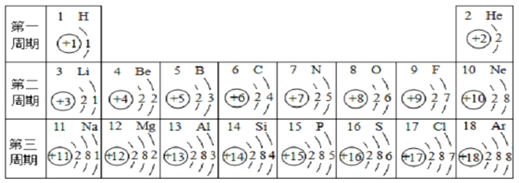 第一
周期
1 H
+1 1
2 He
+2 2
第二
周期
3 Li
+3 2 1
4 Be
+4 2 2
5 B
+5 2 3
6 C
+6 2 4
7 N
+7 2 5
8 O
+8 2 6
9 F
+9 2 7
10 Ne
+10 2 8
第三
周期
11 Na
+11 2 8 1
12 Mg
+12 2 8 2
13 Al
+13 2 8 3
14 Si
+14 2 8 4
15 P
+15 2 8 5
16 S
+16 2 8 6
17 Cl
+17 2 8 7
18 Ar
+18 2 8 8